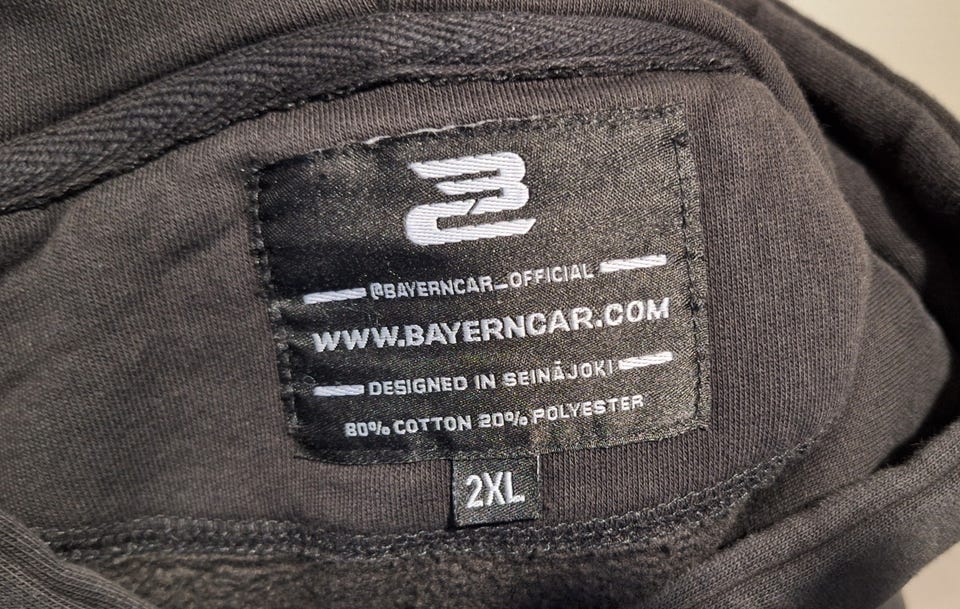 @BAYERNCAR_OFFICIAL
WWW.BAYERNCAR.COM
DESIGNED IN SEINÄJOKI
80% COTTON 20% POLYESTER
2XL